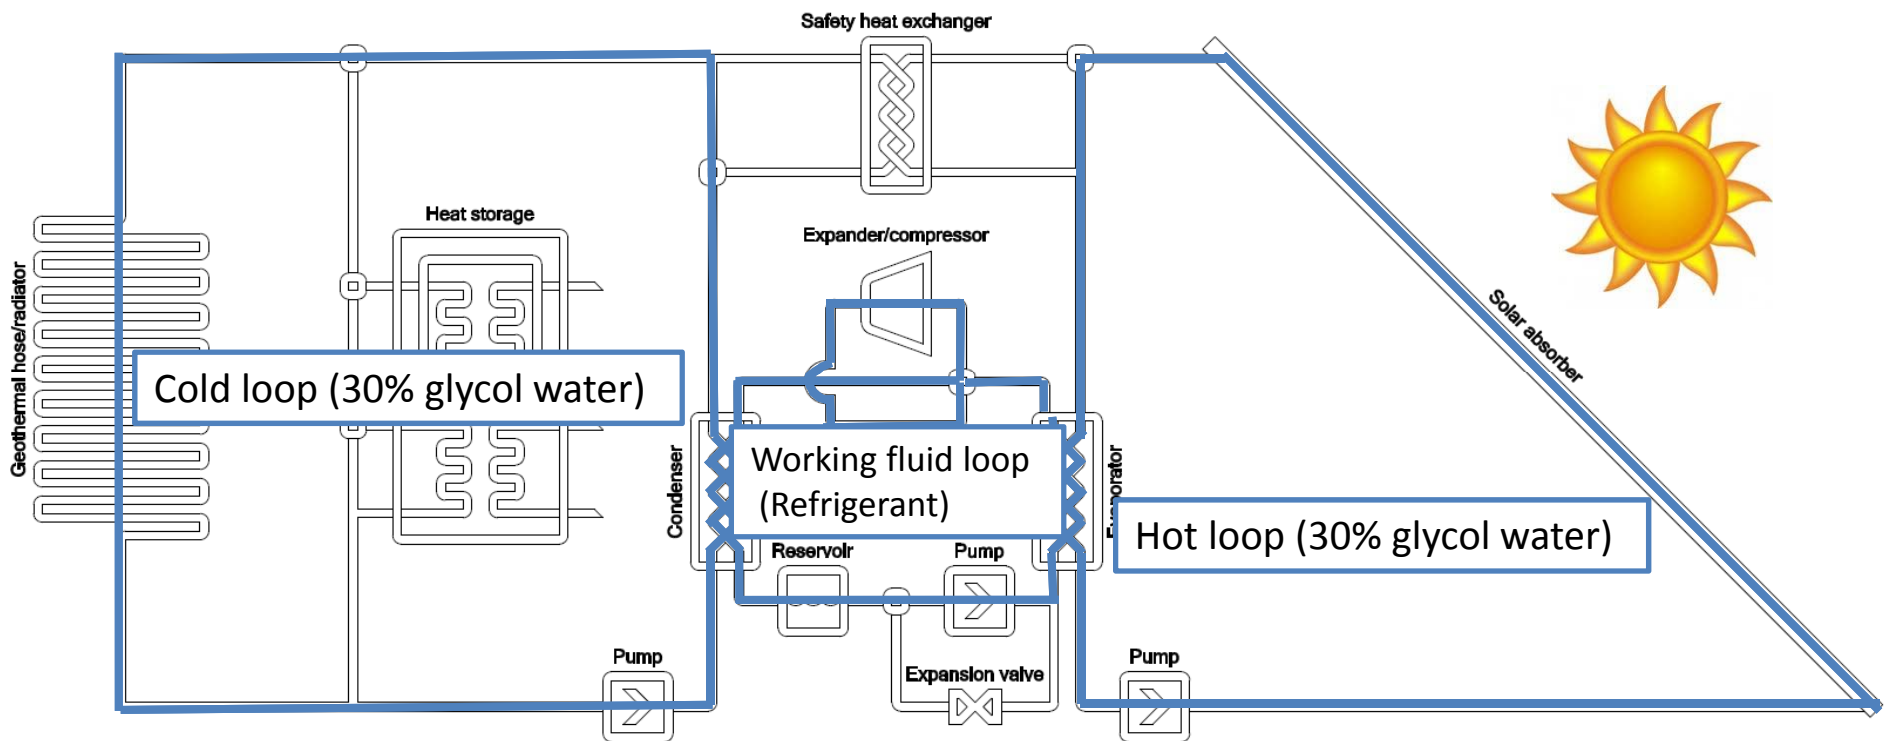 Safety heat exchanger
Heat storage
Expander/compressor
Geothermal hose/radiator
Solar absorber
Cold loop (30% glycol water)
Condenser
Working fluid loop
(Refrigerant)
Evaporator
Hot loop (30% glycol water)
Reservoir
Pump
Pump
Expansion valve
Pump